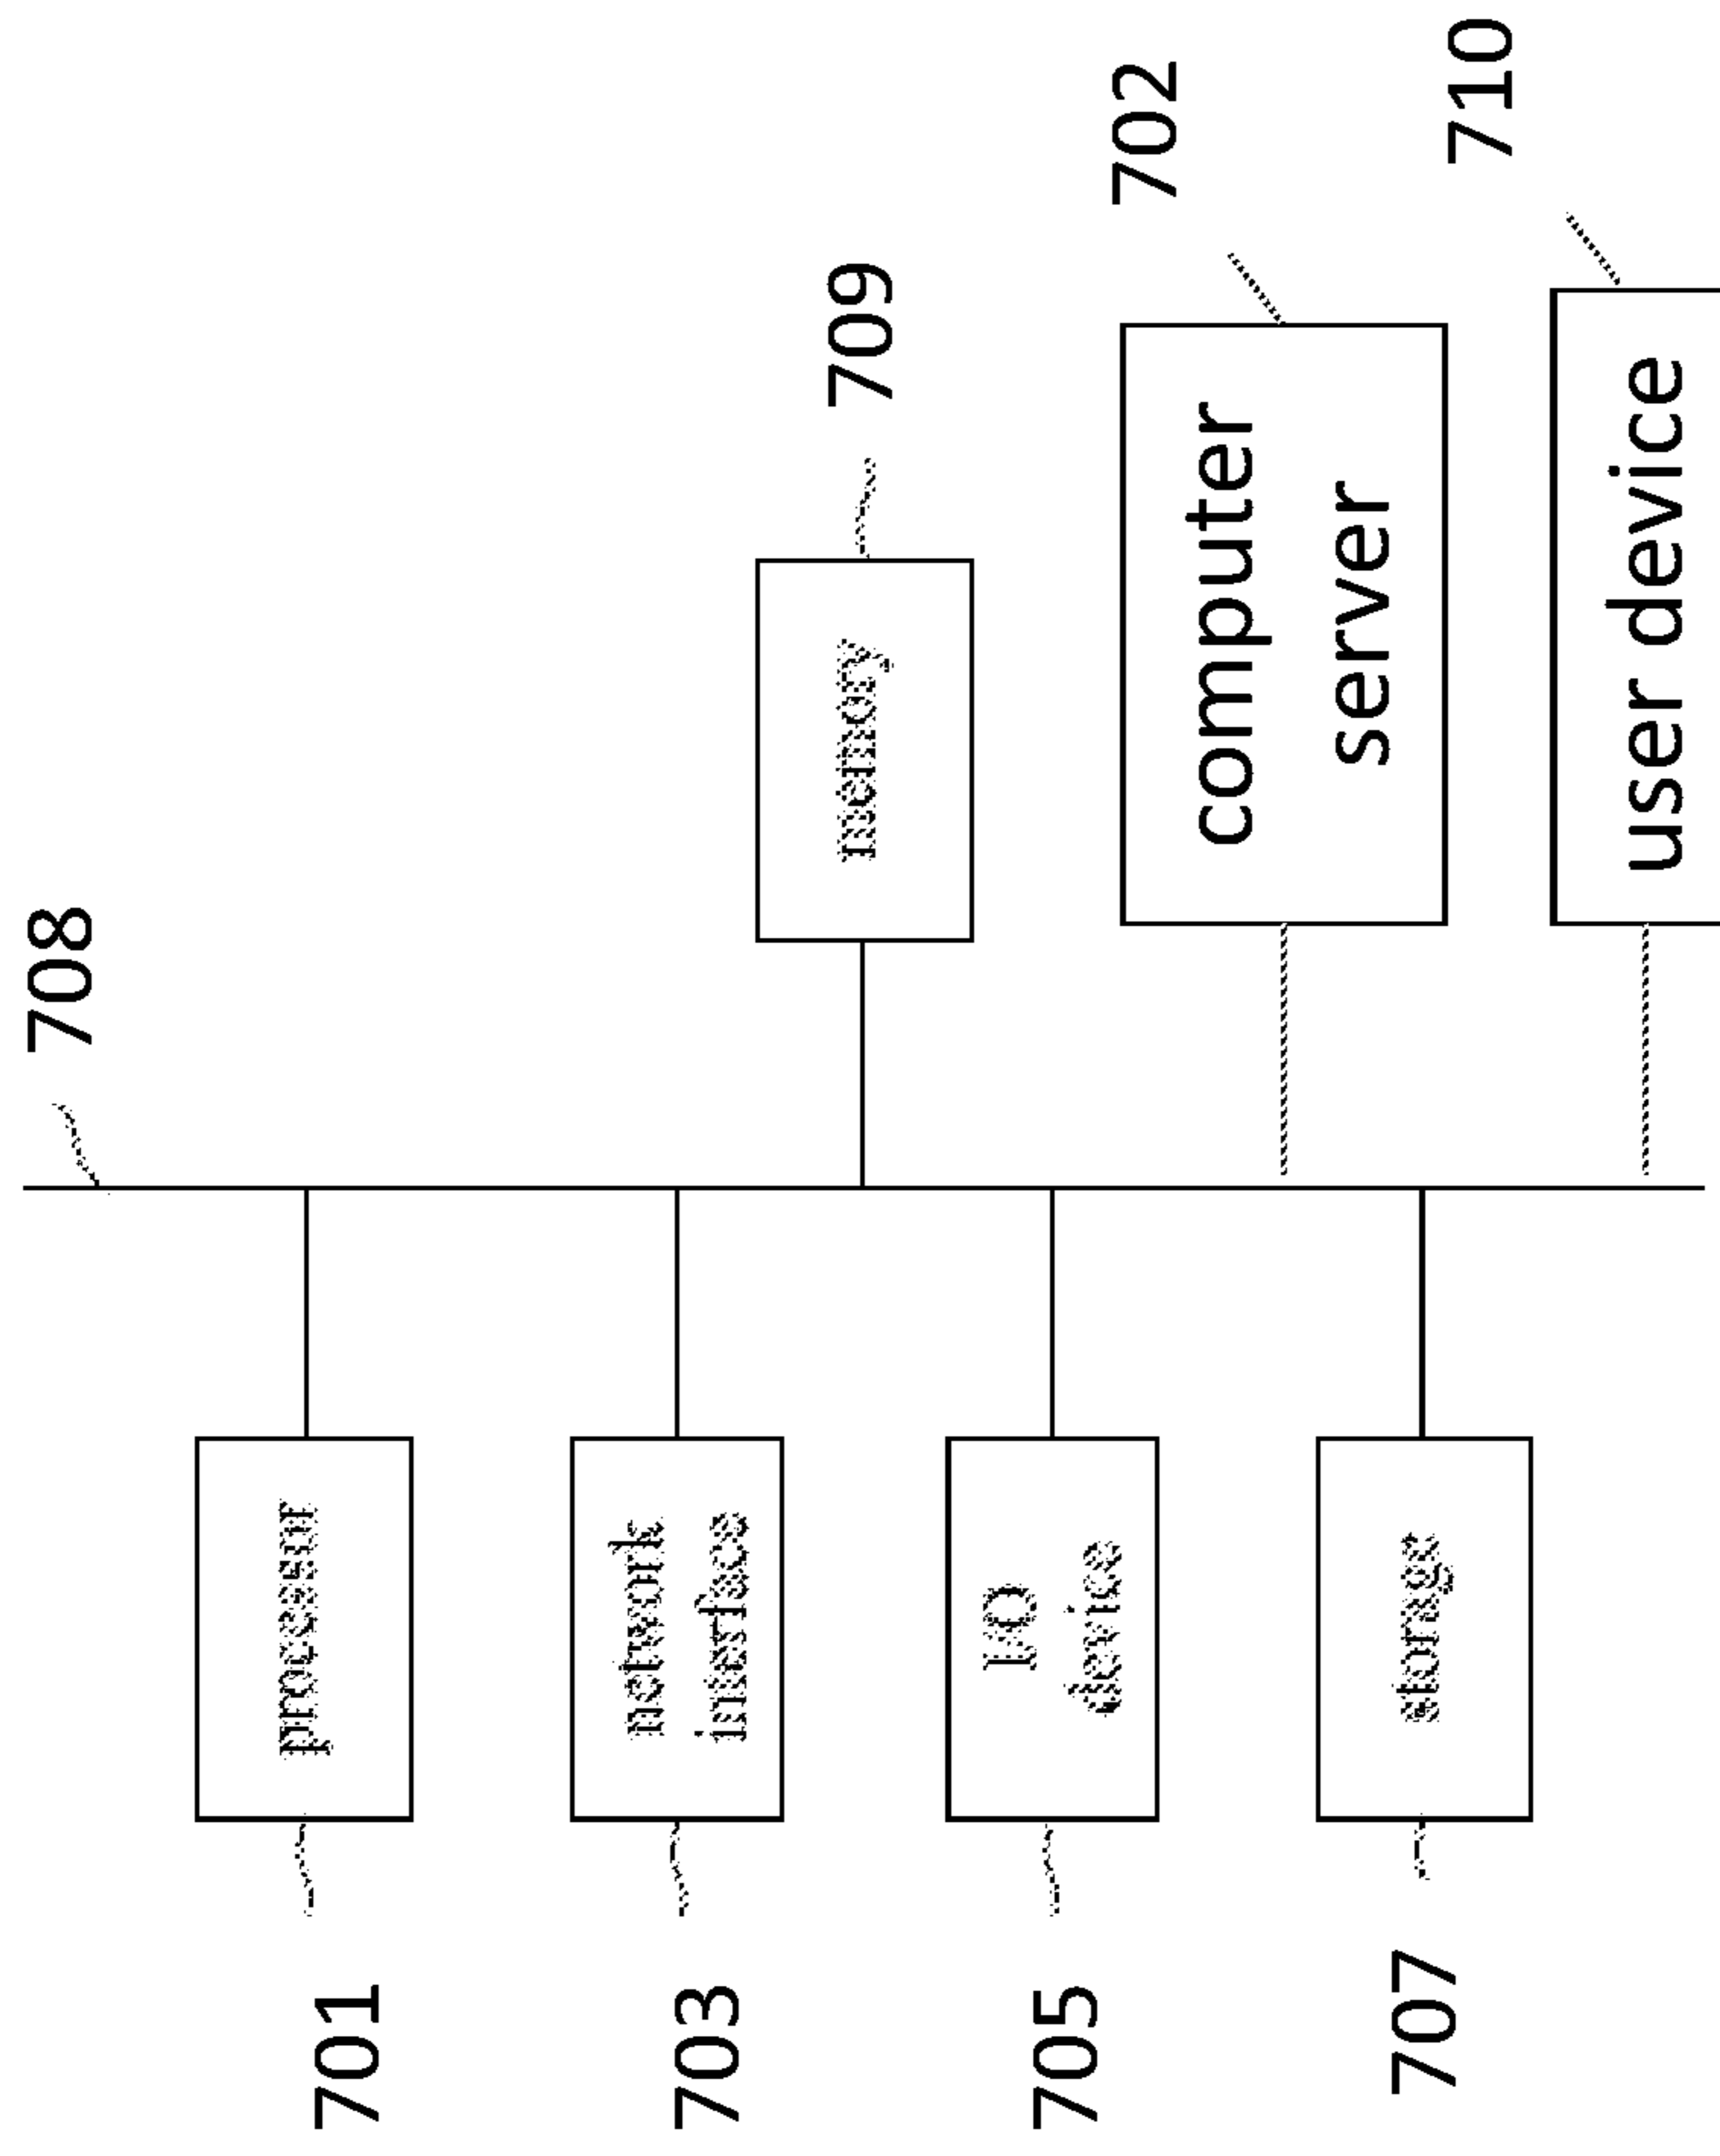 708
709
702
710
memory
computer
server
user device
processor
network
interface
I/O
device
storage
701
703
705
707